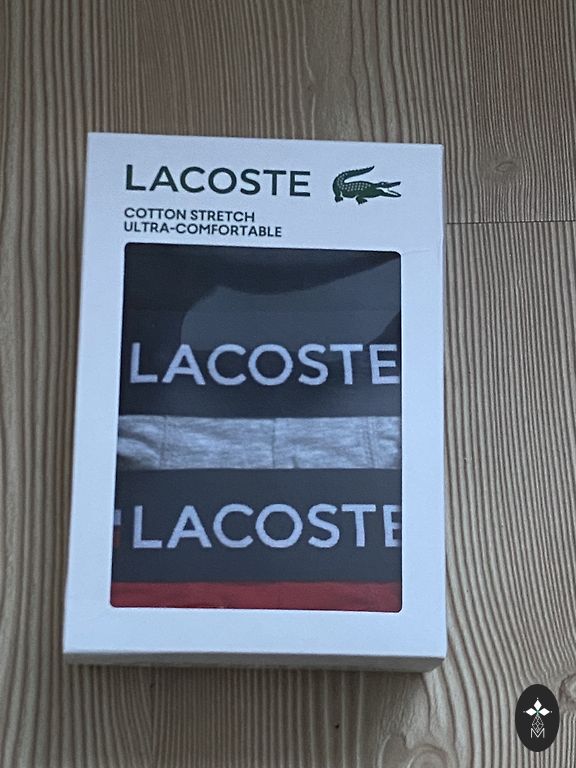 LACOSTE
COTTON STRETCH
ULTRA-COMFORTABLE
LACOSTE
LACOSTE
M